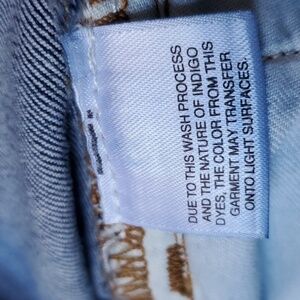 DUE TO THIS WASH PROCESS
AND THE NATURE OF INDIGO
DYES, THE COLOR FROM THIS
GARMENT MAY TRANSFER
ONTO LIGHT SURFACES.